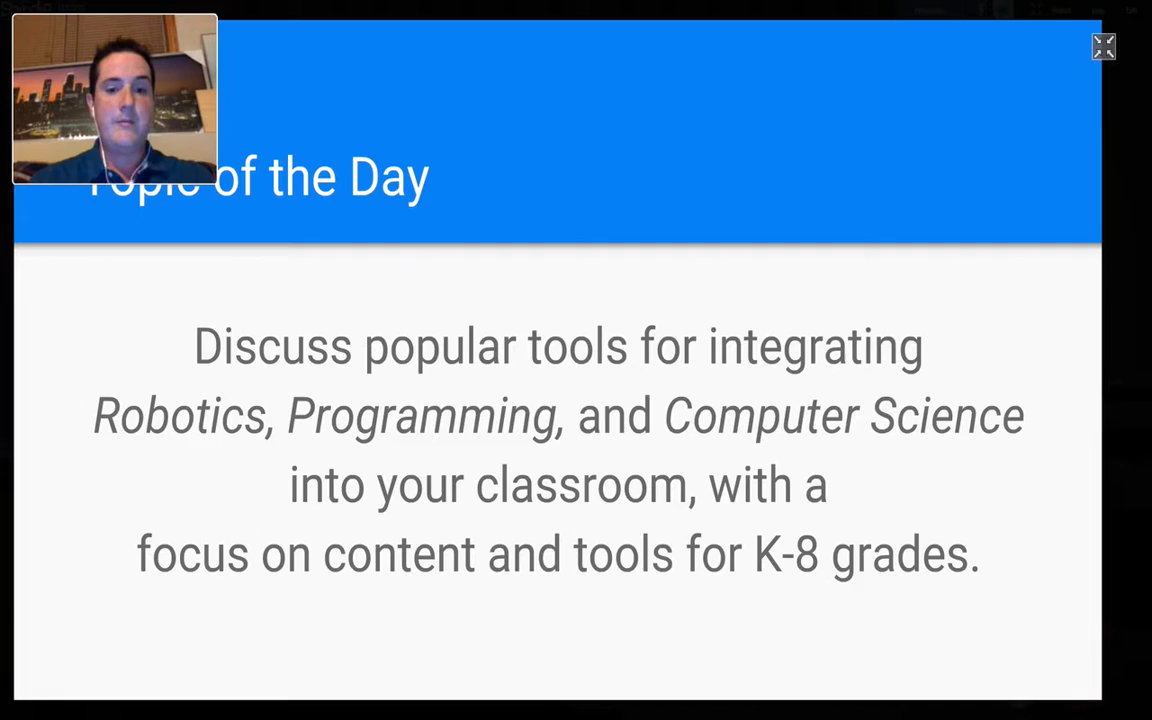 Topic of the Day
Discuss popular tools for integrating
Robotics, Programming, and Computer Science
into your classroom, with a
focus on content and tools for K-8 grades.